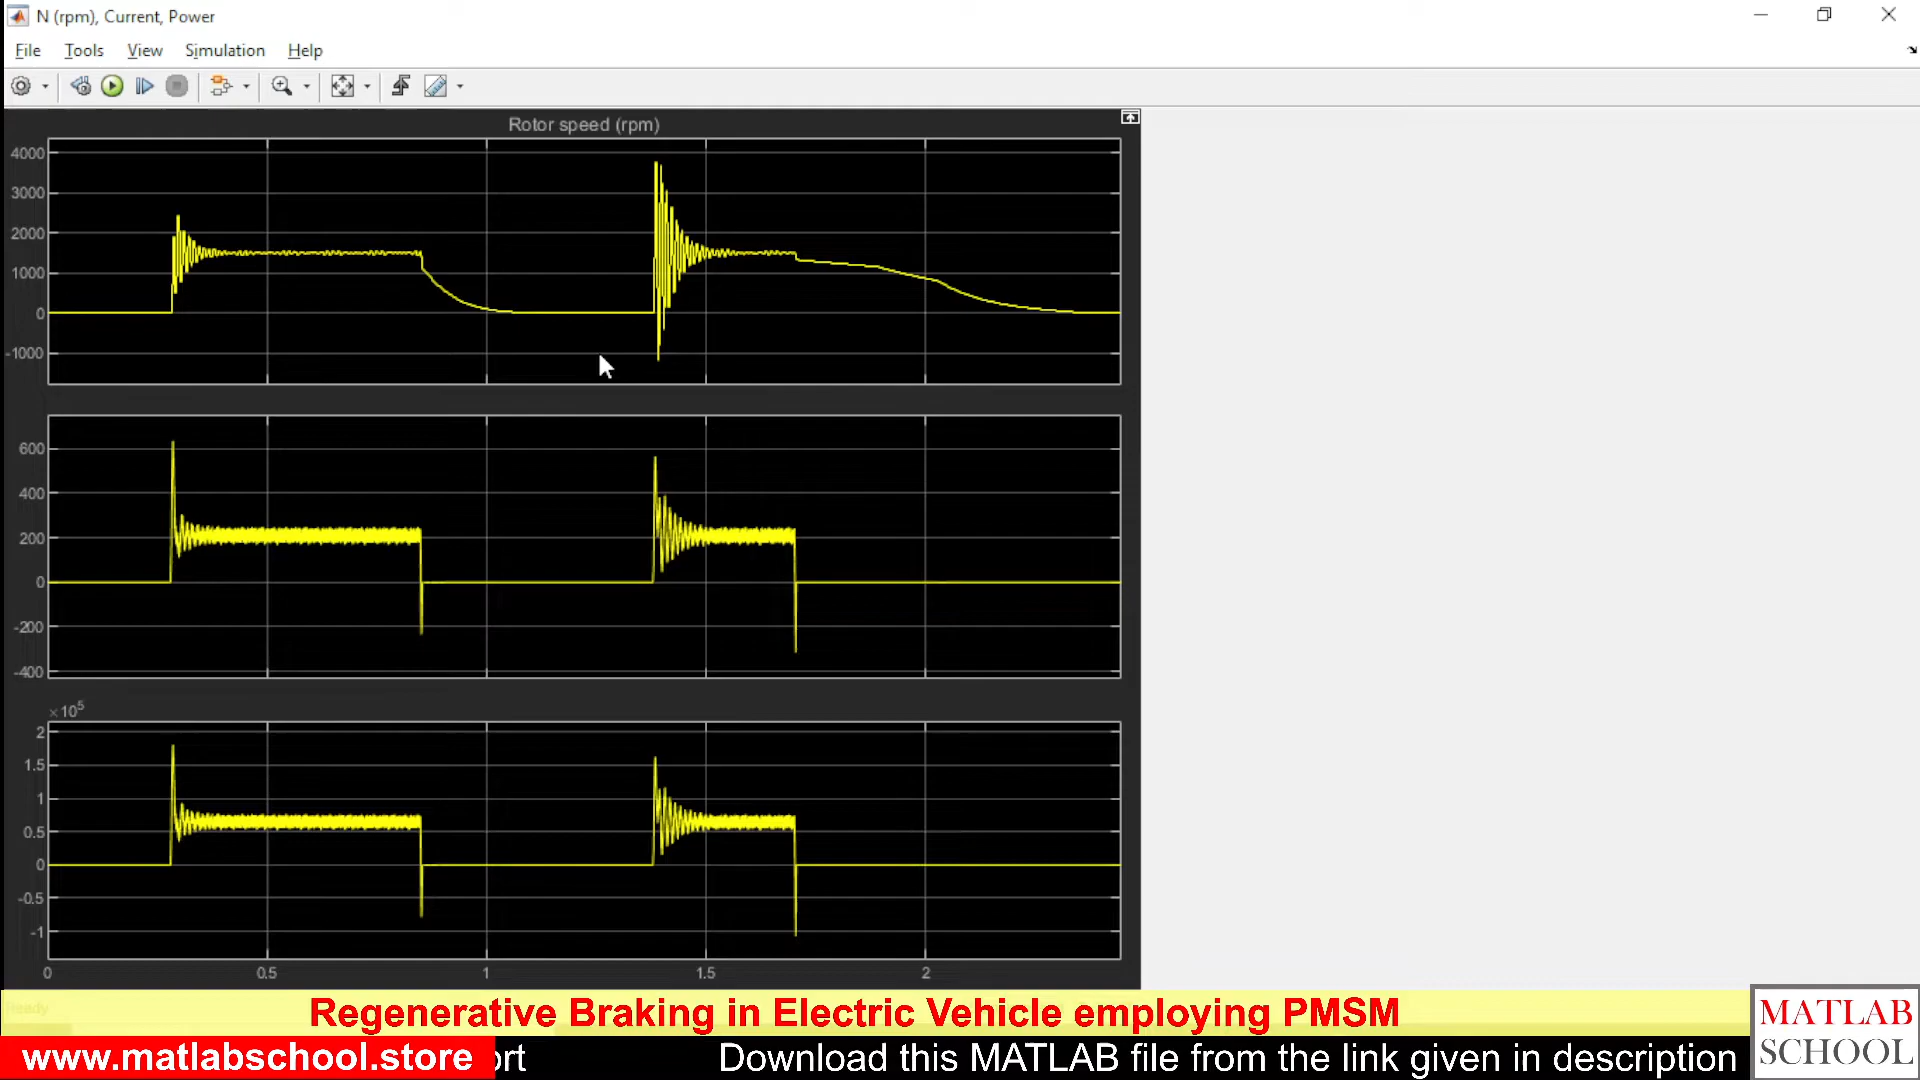 N (rpm), Current, Power
File Tools View Simulation Help
Rotor speed (rpm)
4000
3000
2000
1000
0
-1000
600
400
200
0
-200
-400
×10^5
2
1.5
1
0.5
0
-0.5
-1
0 0.5 1 1.5 2
Ready
Regenerative Braking in Electric Vehicle employing PMSM
www.matlabschool.store ort Download this MATLAB file from the link given in description
MATLAB
SCHOOL